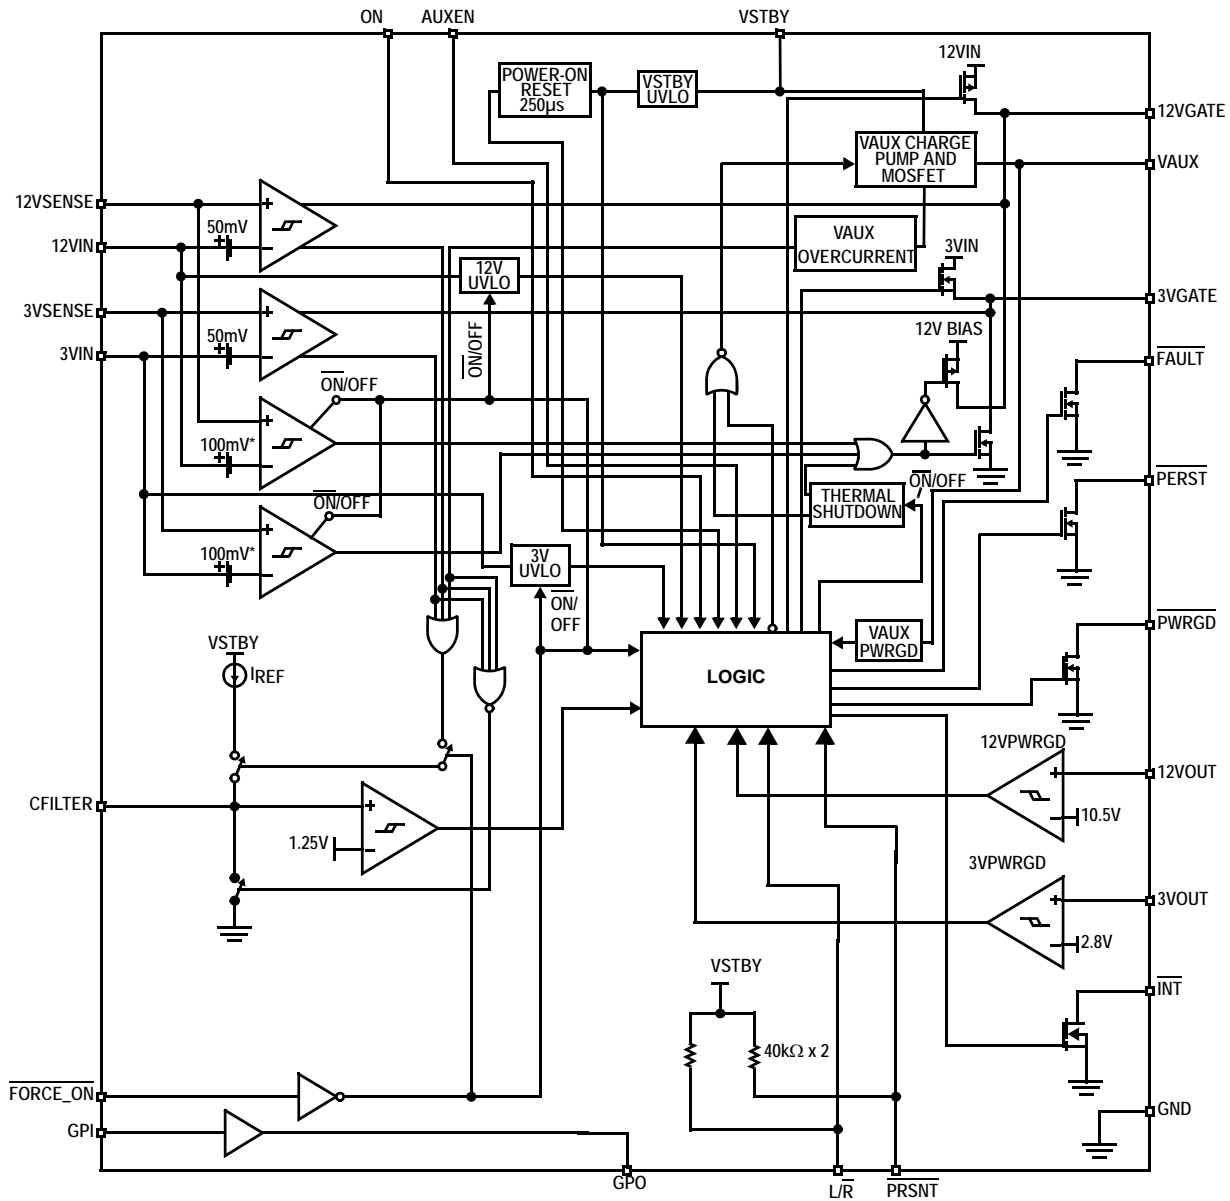 ON
AUXEN
VSTBY
12VIN
POWER-ON
RESET
250µs
VSTBY
UVLO
12VGATE
VAUX CHARGE
PUMP AND
MOSFET
VAUX
12VSENSE
50mV
12VIN
VAUX
OVERCURRENT
3VIN
12V
UVLO
3VGATE
3VSENSE
50mV
3VIN
ON/OFF
12V BIAS
FAULT
ON/OFF
100mV*
ON/OFF
THERMAL
SHUTDOWN
ON/OFF
PERST
100mV*
3V
UVLO
ON/
OFF
VSTBY
IREF
LOGIC
VAUX
PWRGD
PWRGD
12VPWRGD
12VOUT
10.5V
CFILTER
1.25V
3VPWRGD
3VOUT
2.8V
VSTBY
INT
40kΩ x 2
FORCE_ON
GPI
GND
GPO
L/R
PRSNT
+
−
+
−
+
−
+
−
+
−
+
−
+
−
+
+
+
+